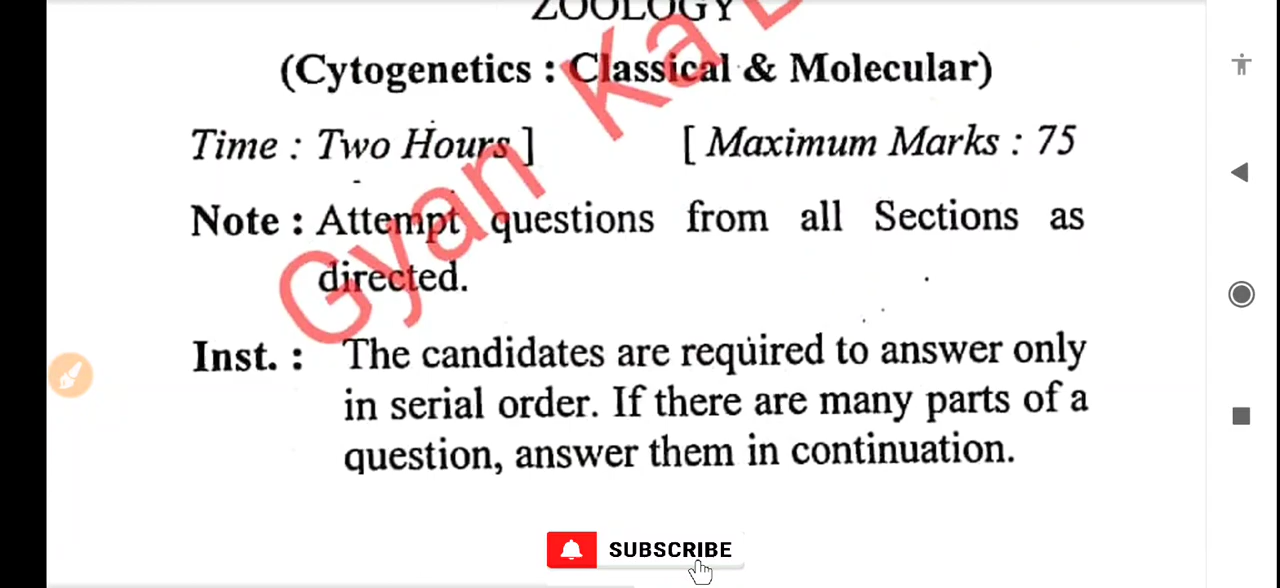 ZOOLOGY
(Cytogenetics : Classical & Molecular)
Time : Two Hours ] [ Maximum Marks : 75
Note : Attempt questions from all Sections as
directed.
Inst. : The candidates are required to answer only
in serial order. If there are many parts of a
question, answer them in continuation.
Gyan Ka
SUBSCRIBE